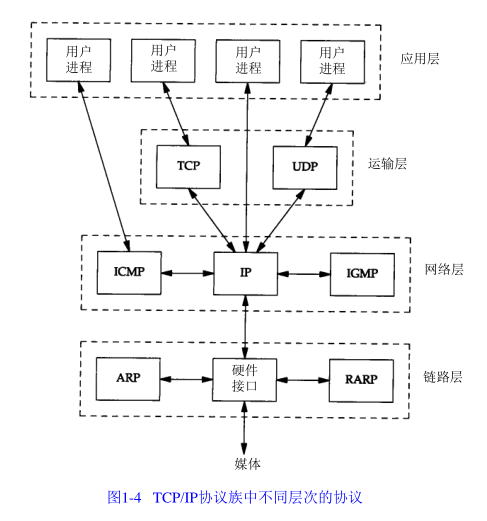 用户
进程
用户
进程
用户
进程
用户
进程
应用层
TCP
UDP
运输层
ICMP
IP
IGMP
网络层
ARP
硬件
接口
RARP
链路层
媒体
图1-4 TCP/IP协议族中不同层次的协议